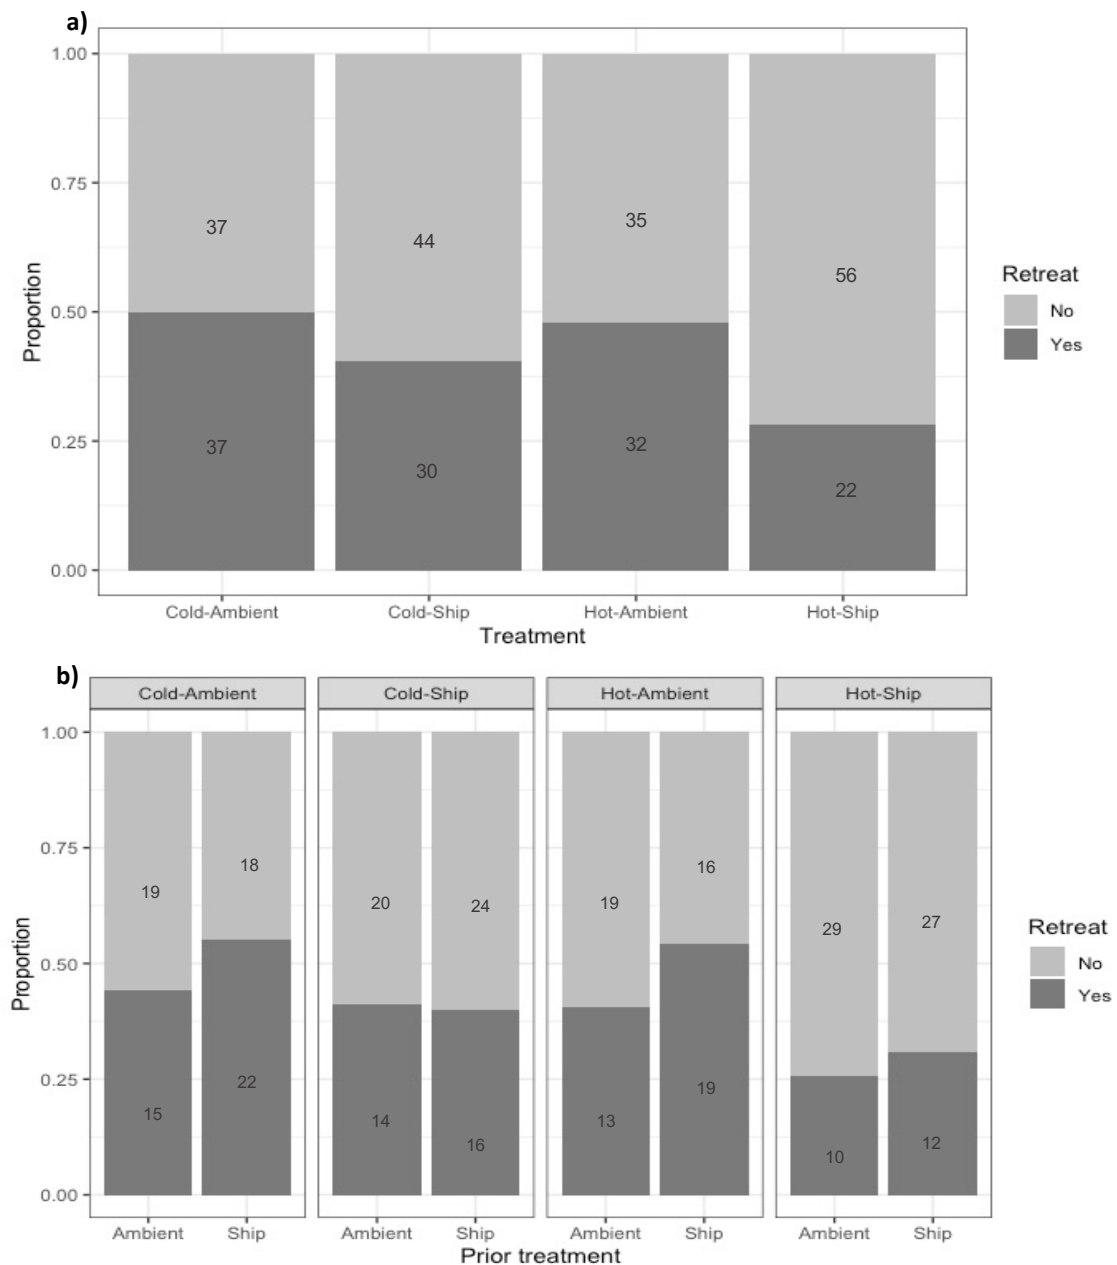 a)
1.00
0.75
0.50
0.25
0.00
Proportion
37
44
35
56
37
30
32
22
Cold-Ambient Cold-Ship Hot-Ambient Hot-Ship
Treatment
Retreat
No
Yes
b)
Cold-Ambient Cold-Ship Hot-Ambient Hot-Ship
1.00
0.75
0.50
0.25
0.00
Proportion
19 18 20 24 19 16 29 27
15 22 14 16 13 19 10 12
Ambient Ship Ambient Ship Ambient Ship Ambient Ship
Prior treatment
Retreat
No
Yes